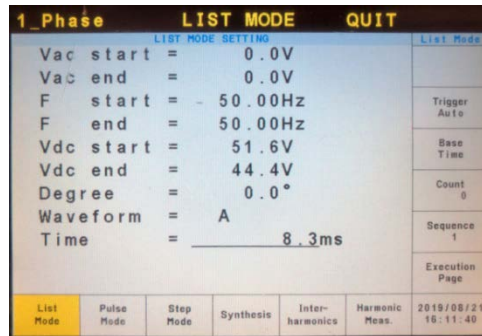 1_Phase LIST MODE QUIT
LIST MODE SETTING List Mode
Vac start = 0.0V
Vac end = 0.0V
F start = 50.00Hz
F end = 50.00Hz
Vdc start = 51.6V
Vdc end = 44.4V
Degree = 0.0°
Waveform = A
Time = 8.3ms
Trigger
Auto
Base
Time
Count
0
Sequence
1
Execution
Page
List
Mode
Pulse
Mode
Step
Mode
Synthesis
Inter-
harmonics
Harmonic
Meas.
2019/08/21
16:11:40